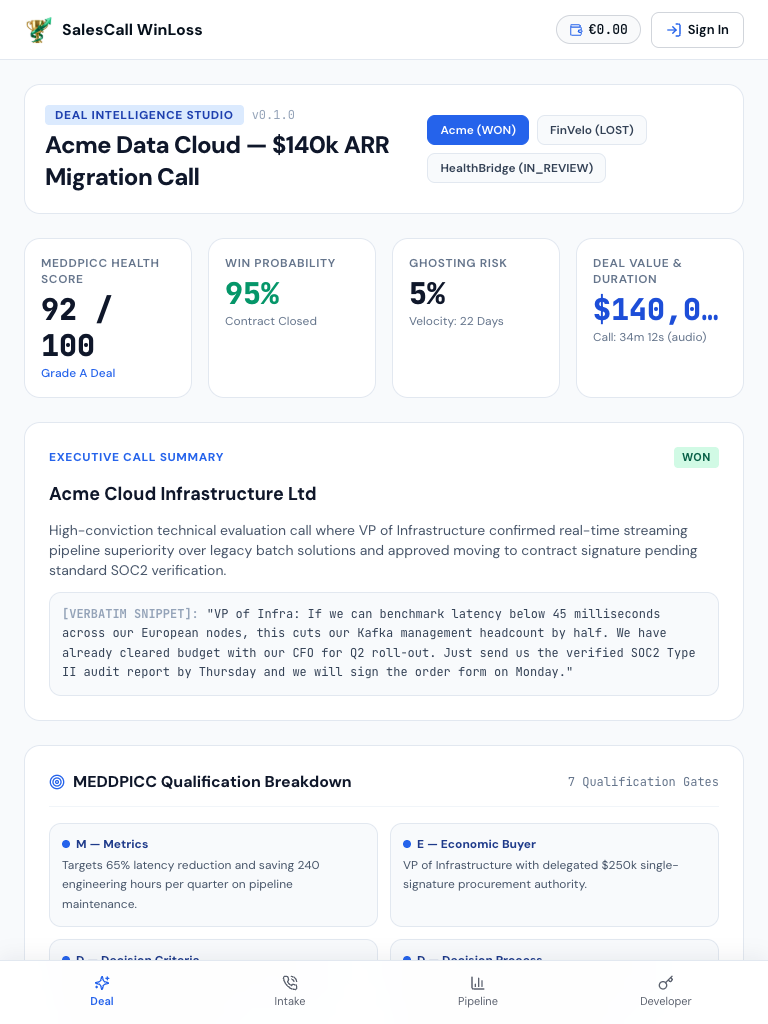 SalesCall WinLoss
€0.00
Sign In
DEAL INTELLIGENCE STUDIO v0.1.0
Acme Data Cloud — $140k ARR
Migration Call
Acme (WON)
FinVelo (LOST)
HealthBridge (IN_REVIEW)
MEDDPICC HEALTH
SCORE
92 /
100
Grade A Deal
WIN PROBABILITY
95%
Contract Closed
GHOSTING RISK
5%
Velocity: 22 Days
DEAL VALUE &
DURATION
$140,0…
Call: 34m 12s (audio)
EXECUTIVE CALL SUMMARY
WON
Acme Cloud Infrastructure Ltd
High-conviction technical evaluation call where VP of Infrastructure confirmed real-time streaming
pipeline superiority over legacy batch solutions and approved moving to contract signature pending
standard SOC2 verification.
[VERBATIM SNIPPET]: "VP of Infra: If we can benchmark latency below 45 milliseconds
across our European nodes, this cuts our Kafka management headcount by half. We have
already cleared budget with our CFO for Q2 roll-out. Just send us the verified SOC2 Type
II audit report by Thursday and we will sign the order form on Monday."
MEDDPICC Qualification Breakdown
7 Qualification Gates
M — Metrics
Targets 65% latency reduction and saving 240
engineering hours per quarter on pipeline
maintenance.
E — Economic Buyer
VP of Infrastructure with delegated $250k single-
signature procurement authority.
D — Decision Criteria
D — Decision Process
Deal
Intake
Pipeline
Developer